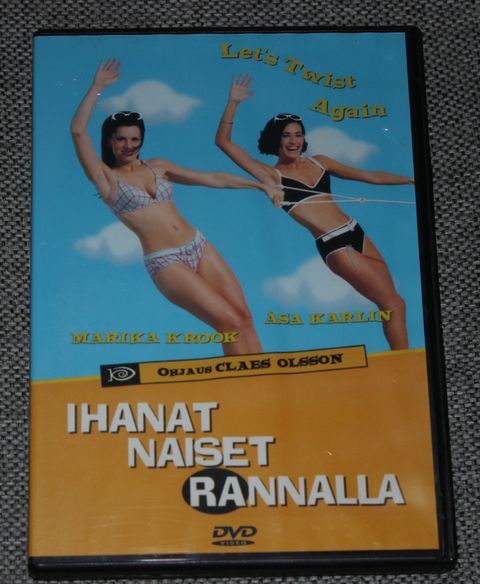 Let's Twist
Again
MARIKA KROOK
ÅSA KARLIN
OHJAUS CLAES OLSSON
IHANAT
NAISET
RANNALLA
DVD
VIDEO